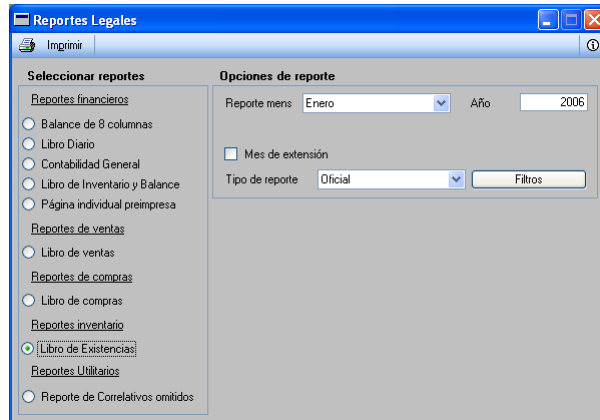 Reportes Legales
Imprimir
Seleccionar reportes
Reportes financieros
Balance de 8 columnas
Libro Diario
Contabilidad General
Libro de Inventario y Balance
Página individual preimpresa
Reportes de ventas
Libro de ventas
Reportes de compras
Libro de compras
Reportes inventario
Libro de Existencias
Reportes Utilitarios
Reporte de Correlativos omitidos
Opciones de reporte
Reporte mens Enero Año 2006
Mes de extensión
Tipo de reporte Oficial Filtros